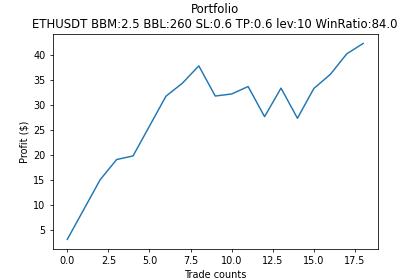 Portfolio
ETHUSDT BBM:2.5 BBL:260 SL:0.6 TP:0.6 lev:10 WinRatio:84.0
Profit ($)
40
35
30
25
20
15
10
5
0.0 2.5 5.0 7.5 10.0 12.5 15.0 17.5
Trade counts